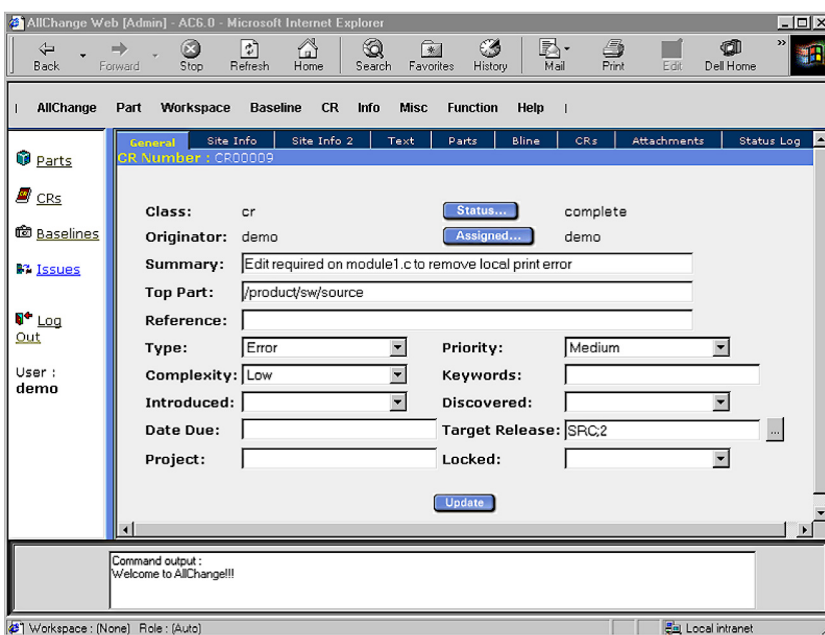 AllChange Web [Admin] - AC6.0 - Microsoft Internet Explorer
Back Forward Stop Refresh Home Search Favorites History Mail Print Edit Dell Home »
| AllChange Part Workspace Baseline CR Info Misc Function Help |
Parts
CRs
Baselines
Issues
Log
Out
User :
demo
General Site Info Site Info 2 Text Parts Bline CRs Attachments Status Log
CR Number : CR00009
Class: cr Status... complete
Originator: demo Assigned... demo
Summary: Edit required on module1.c to remove local print error
Top Part: /product/sw/source
Reference:
Type: Error Priority: Medium
Complexity: Low Keywords:
Introduced: Discovered:
Date Due: Target Release: SRC;2 ...
Project: Locked:
Update
Command output :
Welcome to AllChange!!!
Workspace : (None) Role : (Auto) Local intranet